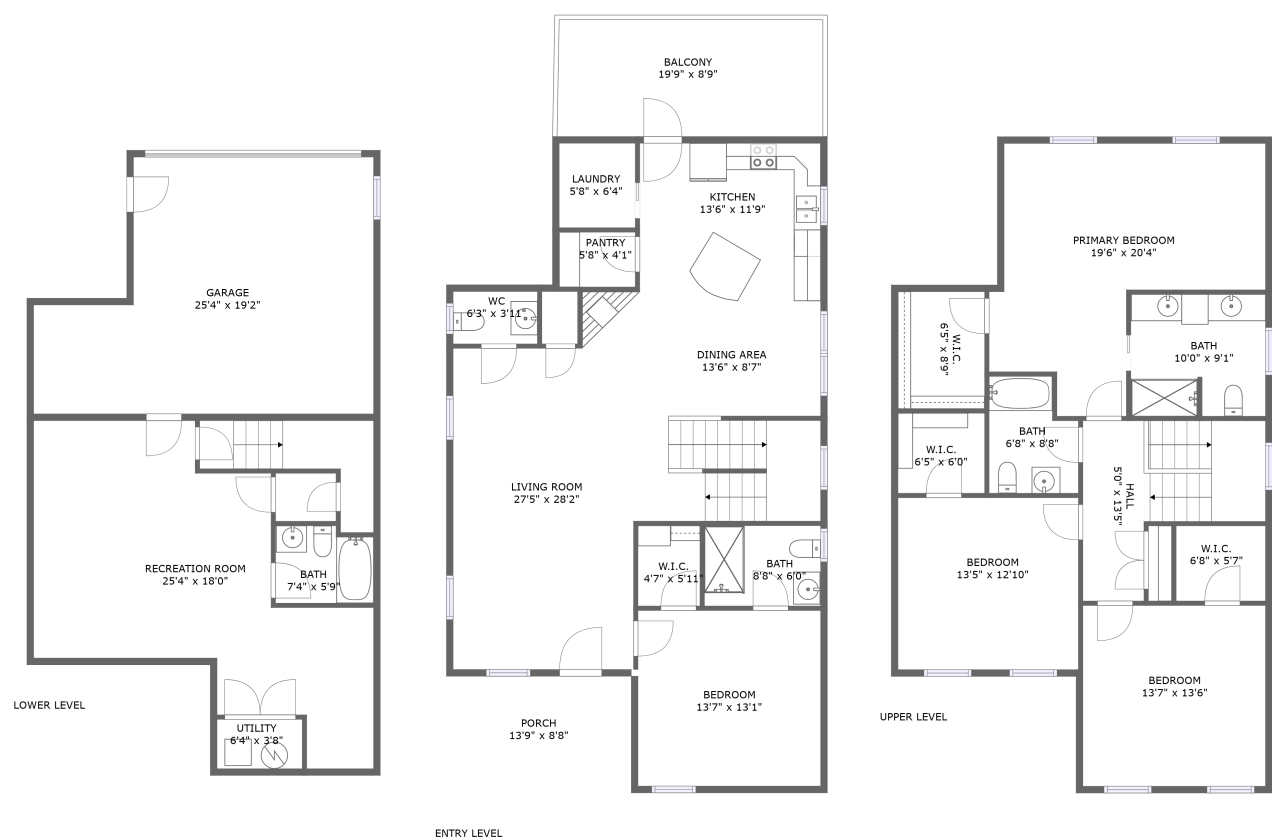 GARAGE
25'4" x 19'2"
RECREATION ROOM
25'4" x 18'0"
BATH
7'4" x 5'9"
UTILITY
6'4" x 3'8"
LOWER LEVEL
BALCONY
19'9" x 8'9"
LAUNDRY
5'8" x 6'4"
KITCHEN
13'6" x 11'9"
PANTRY
5'8" x 4'1"
WC
6'3" x 3'11"
DINING AREA
13'6" x 8'7"
LIVING ROOM
27'5" x 28'2"
W.I.C.
4'7" x 5'11"
BATH
8'8" x 6'0"
BEDROOM
13'7" x 13'1"
PORCH
13'9" x 8'8"
ENTRY LEVEL
PRIMARY BEDROOM
19'6" x 20'4"
W.I.C.
6'5" x 8'9"
BATH
10'0" x 9'1"
BATH
6'8" x 8'8"
W.I.C.
6'5" x 6'0"
HALL
5'0" x 13'5"
W.I.C.
6'8" x 5'7"
BEDROOM
13'5" x 12'10"
BEDROOM
13'7" x 13'6"
UPPER LEVEL